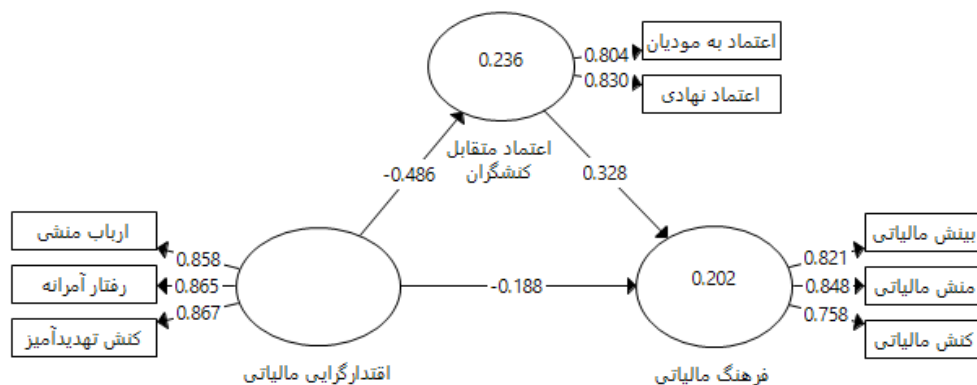 0.236
0.804
اعتماد به مودیان
0.830
اعتماد نهادی
اعتماد متقابل
کنشگران
-0.486
0.328
ارباب منشی
0.858
رفتار آمرانه
0.865
کنش تهدیدآمیز
0.867
-0.188
0.202
0.821
بینش مالیاتی
0.848
منش مالیاتی
0.758
کنش مالیاتی
اقتدارگرایی مالیاتی
فرهنگ مالیاتی